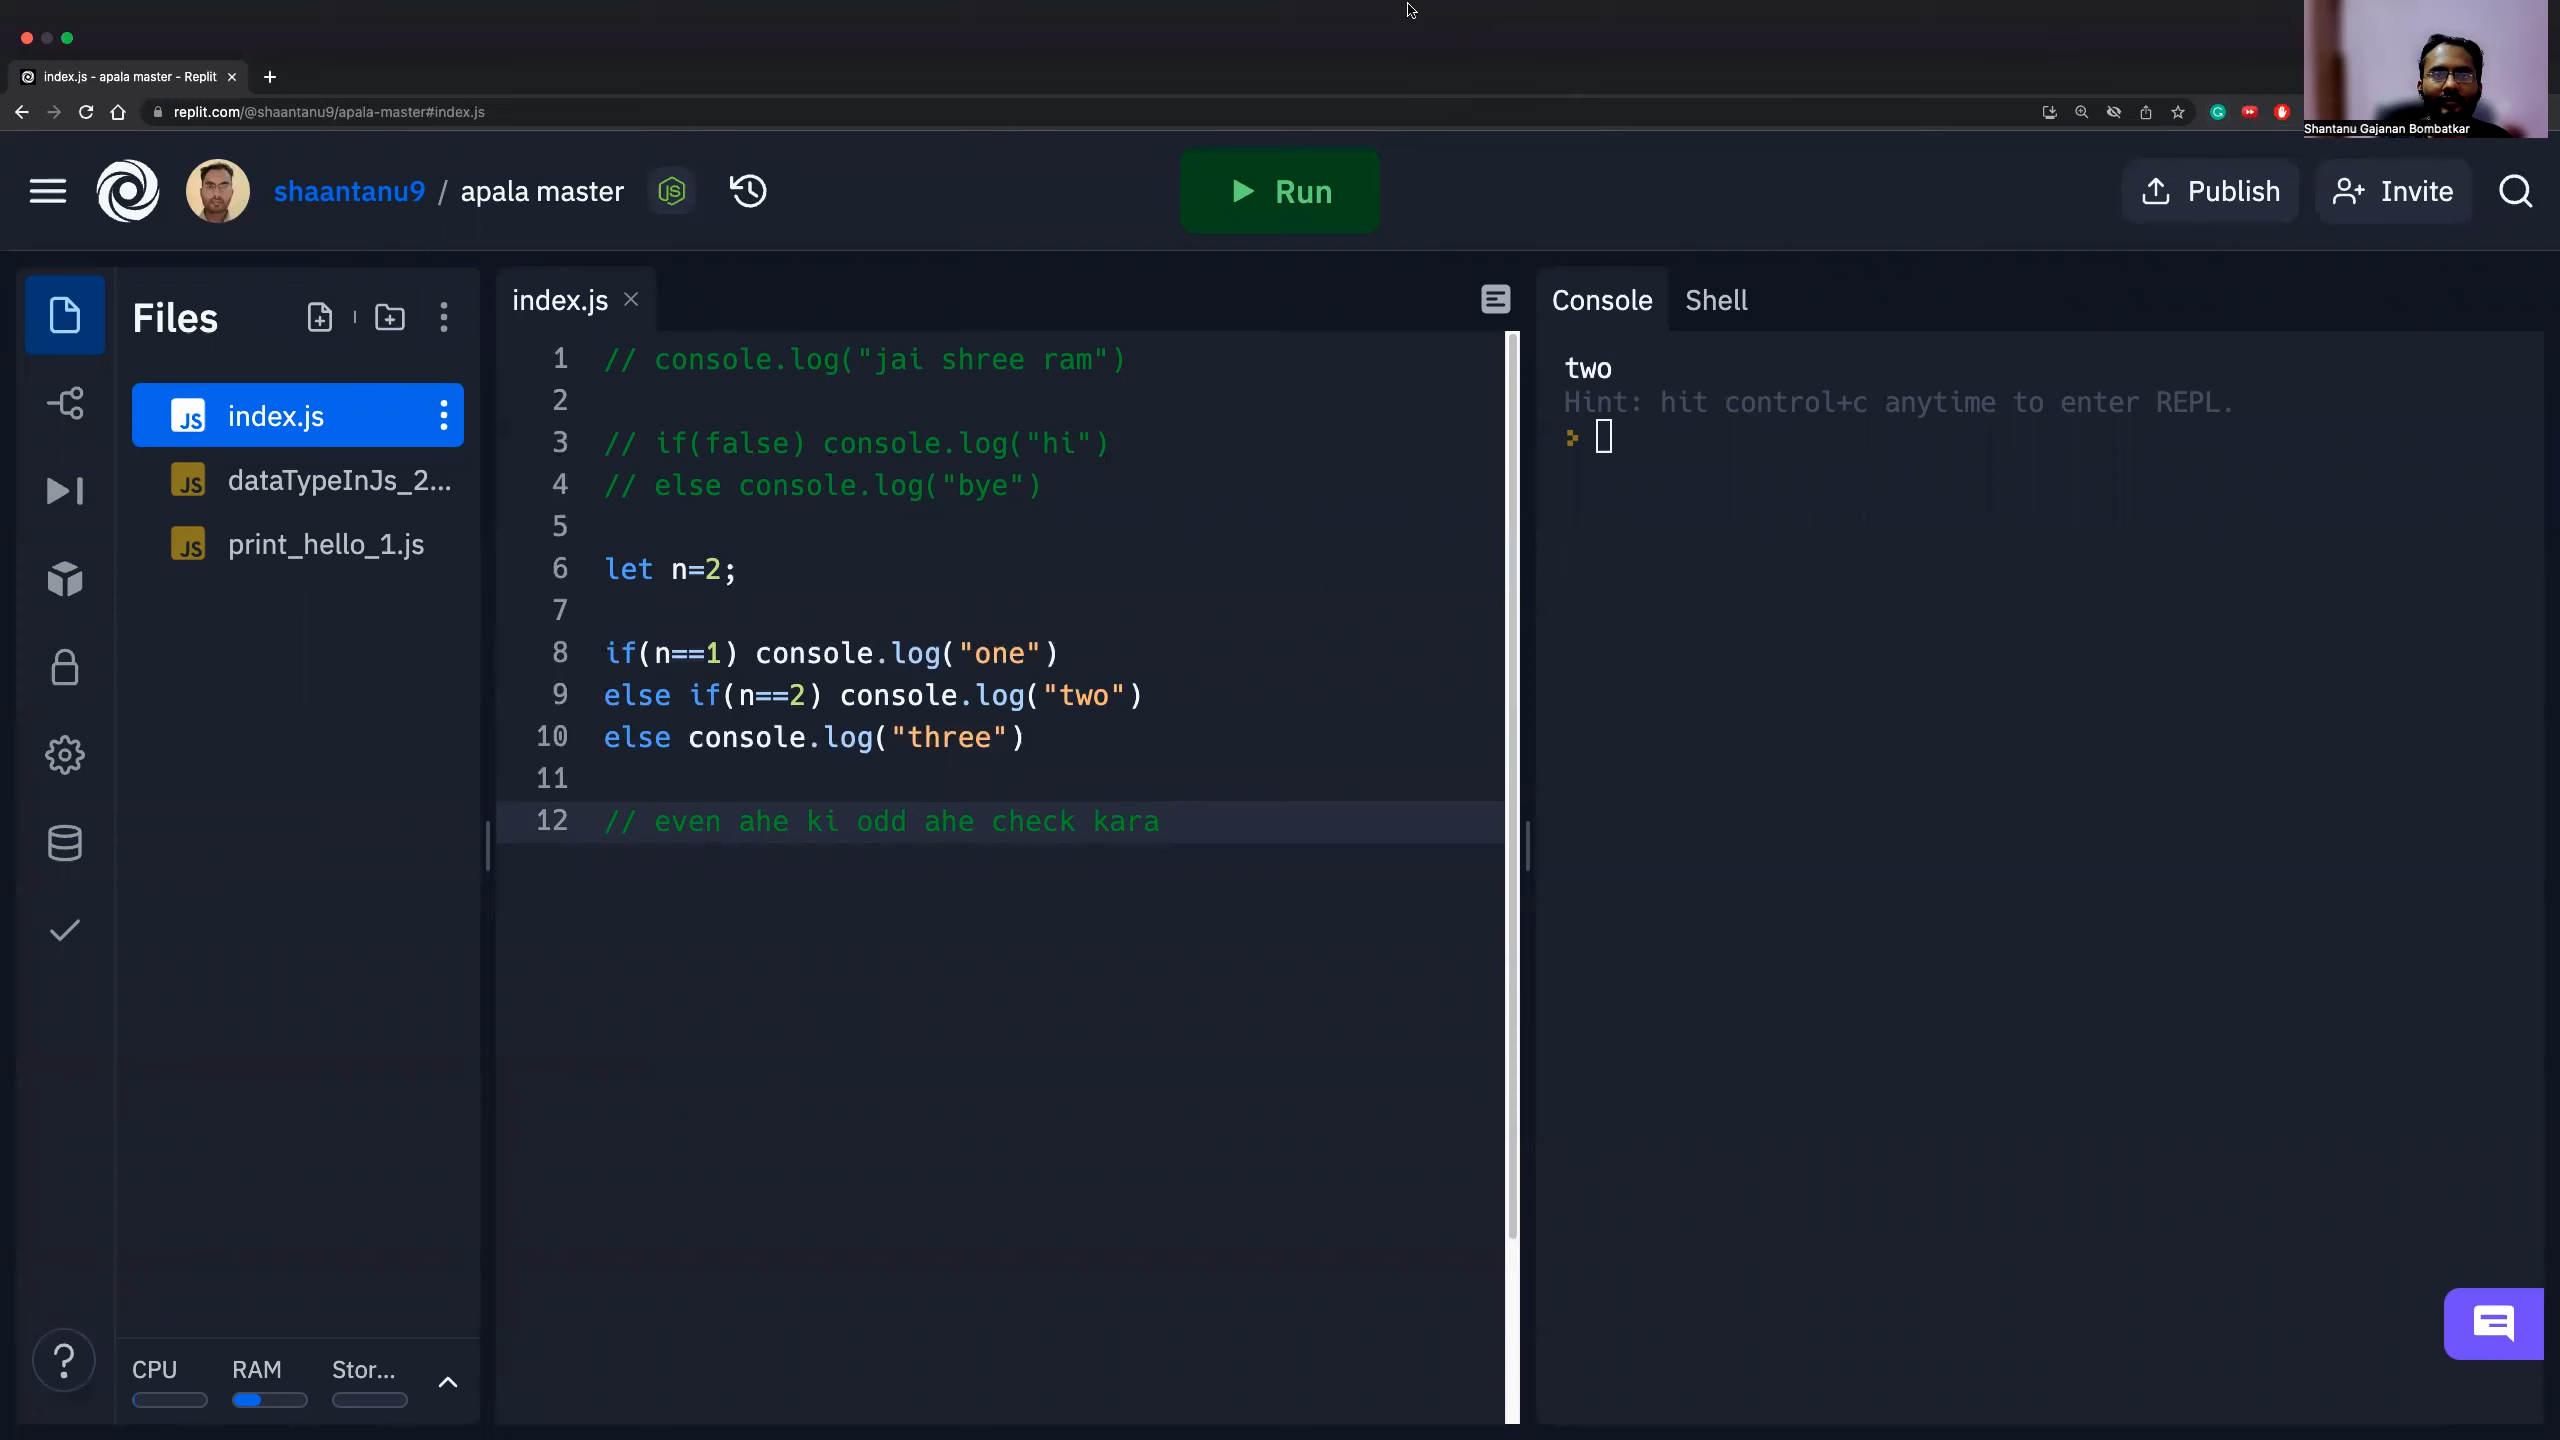 index.js - apala master - Replit
replit.com/@shaantanu9/apala-master#index.js
Shantanu Gajanan Bombatkar
shaantanu9 / apala master
Run
Publish
Invite
Files
index.js
dataTypeInJs_2...
print_hello_1.js
CPU
RAM
Stor...
index.js
1 // console.log("jai shree ram")
2
3 // if(false) console.log("hi")
4 // else console.log("bye")
5
6 let n=2;
7
8 if(n==1) console.log("one")
9 else if(n==2) console.log("two")
10 else console.log("three")
11
12 // even ahe ki odd ahe check kara
Console Shell
two
Hint: hit control+c anytime to enter REPL.